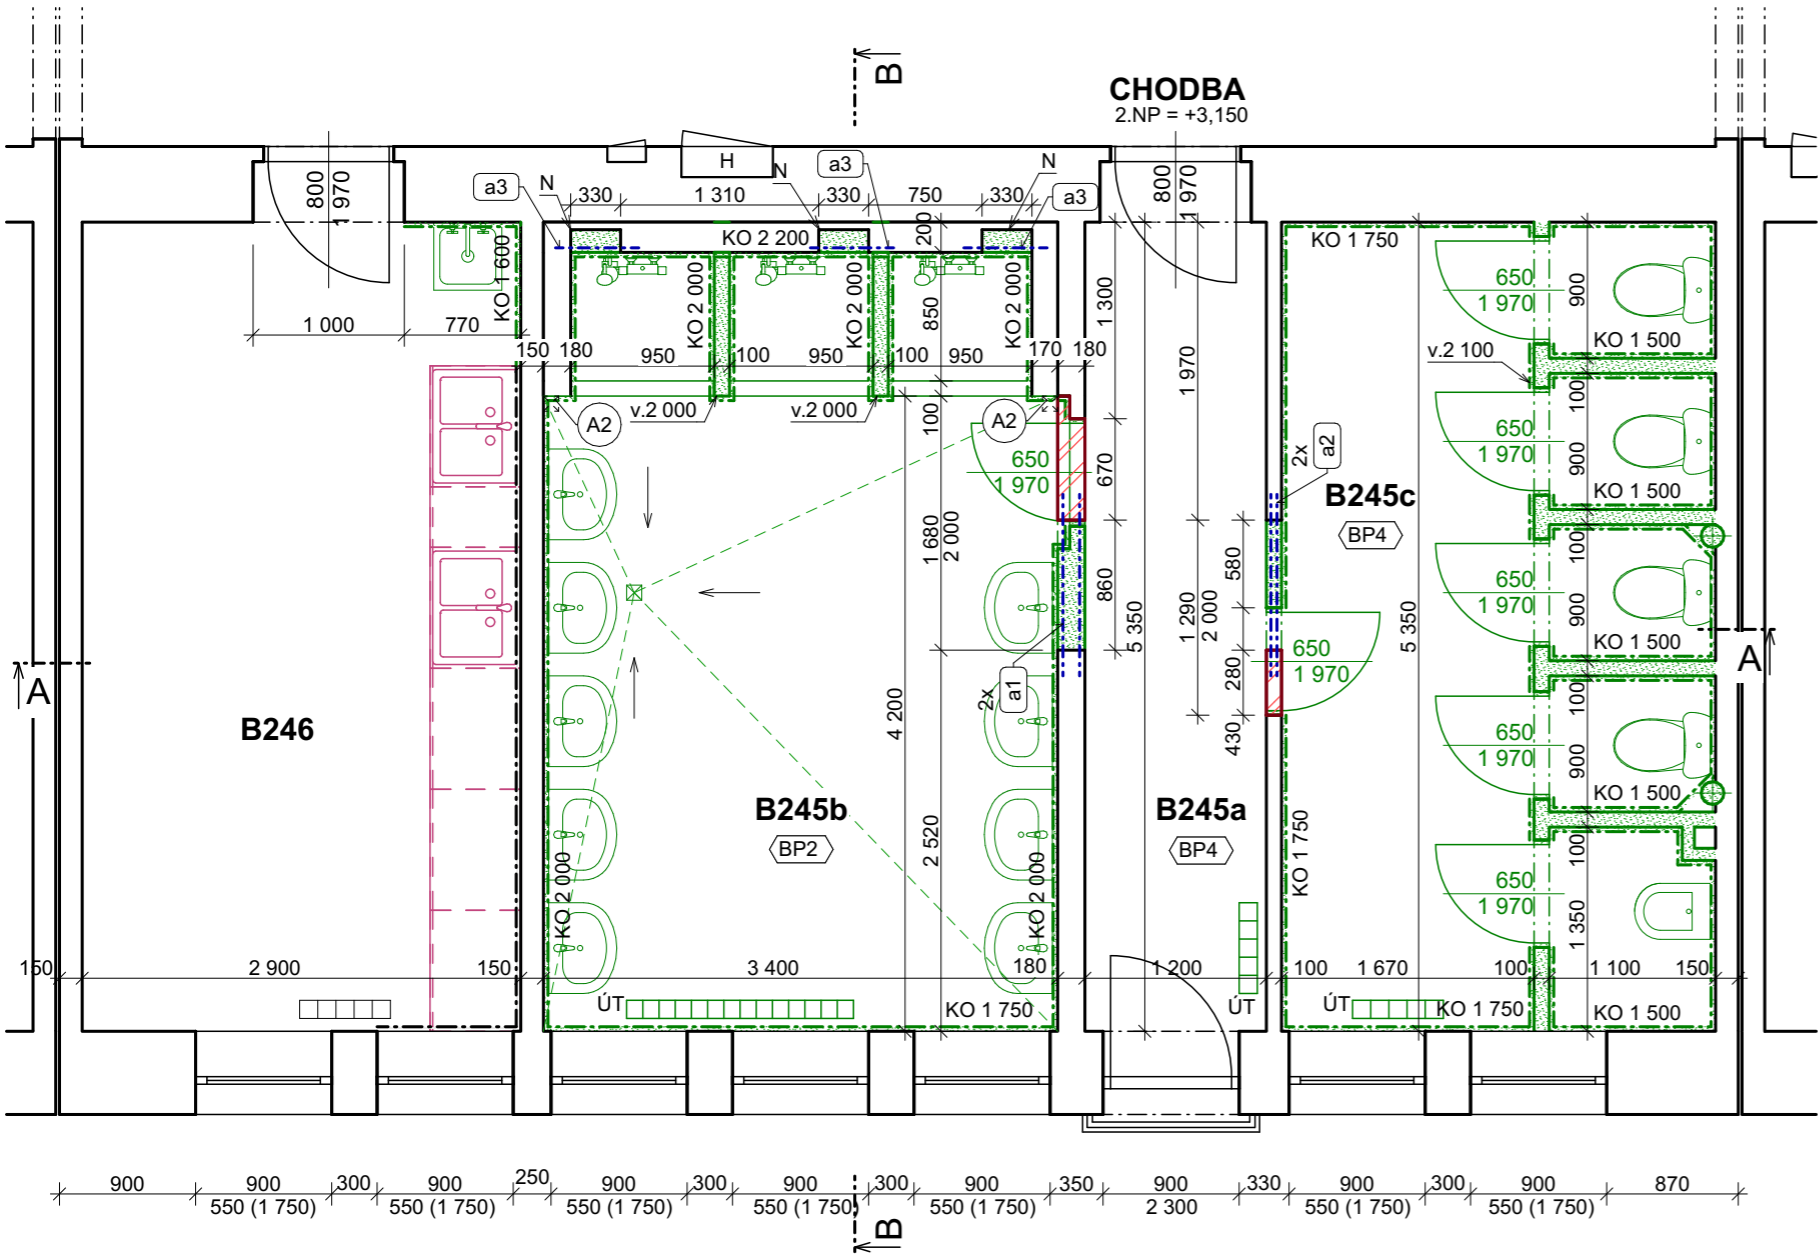 B
CHODBA
2.NP = +3,150
800
1 970
H
a3
N
N
a3
N
a3
800
1 970
330
1 310
330
750
330
KO 2 200
200
KO 1 600
KO 2 000
KO 2 000
KO 2 000
850
1 300
1 970
KO 1 750
650
1 970
900
KO 1 500
v.2 100
100
1 000
770
150
180
950
100
950
100
950
170
180
v.2 000
v.2 000
A2
A2
100
650
1 970
670
2x
a2
B245c
BP4
650
1 970
900
KO 1 500
100
1 680
2 000
860
5 350
580
1 290
2 000
280
430
650
1 970
5 350
650
1 970
900
KO 1 500
100
2x
a1
A
A
B246
4 200
650
1 970
900
KO 1 500
100
B245b
BP2
B245a
BP4
2 520
KO 1 750
KO 2 000
KO 2 000
650
1 970
1 350
150
2 900
150
3 400
180
1 200
100
1 670
100
1 100
150
ÚT
KO 1 750
ÚT
ÚT
KO 1 750
KO 1 500
900
900
550 (1 750)
300
900
550 (1 750)
250
900
550 (1 750)
300
900
550 (1 750)
300
900
550 (1 750)
350
900
2 300
330
900
550 (1 750)
300
900
550 (1 750)
870
B